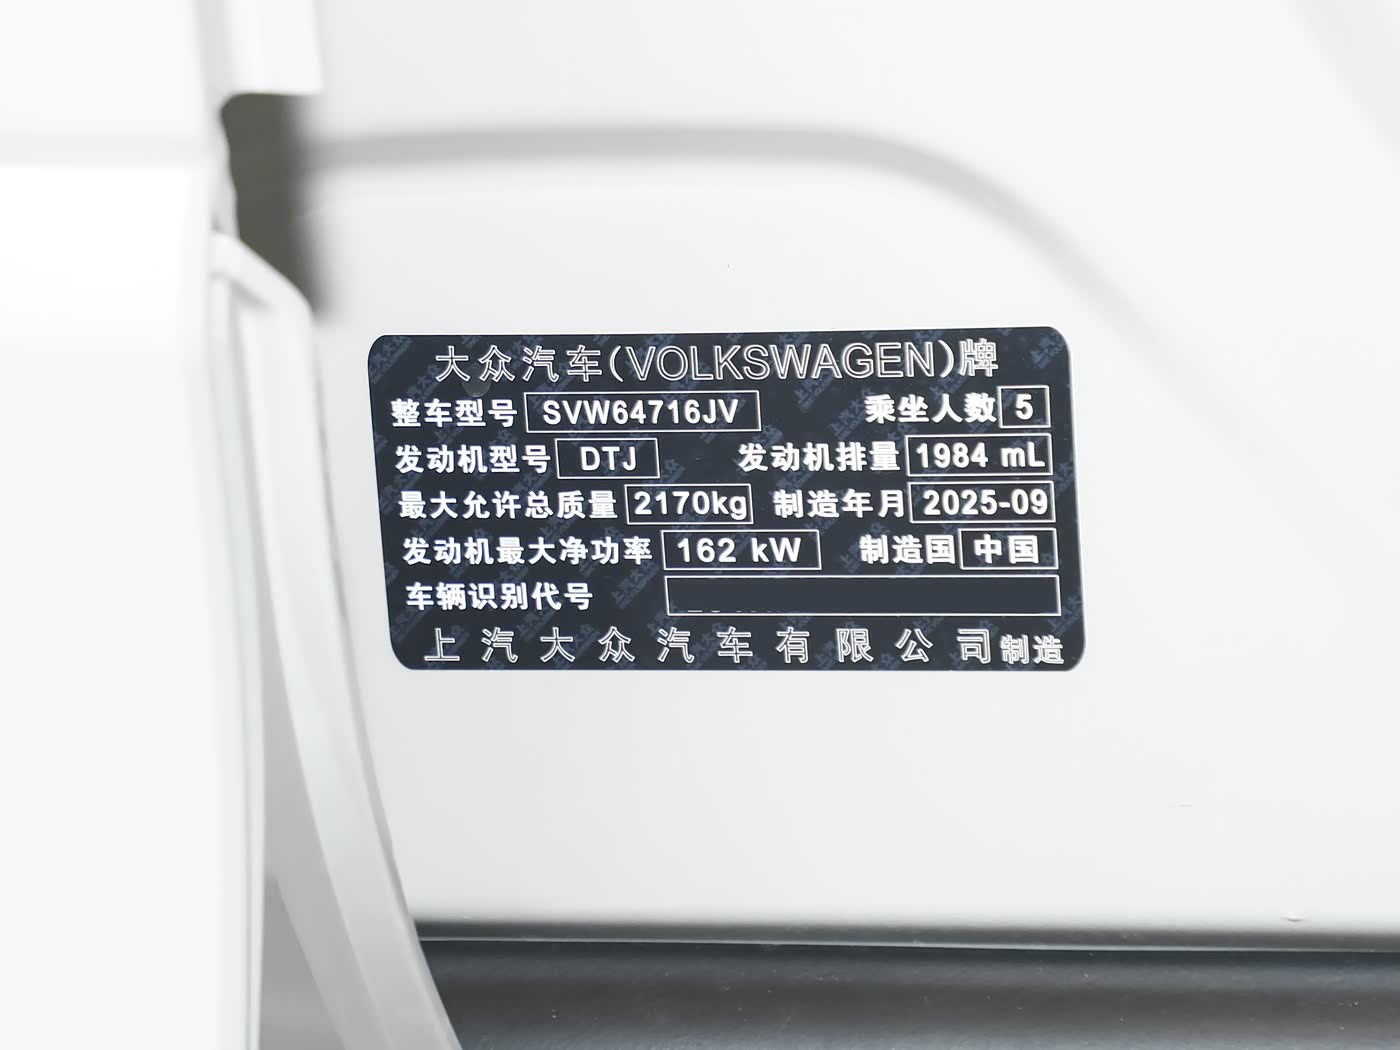 大众汽车(VOLKSWAGEN)牌
整车型号 SVW64716JV 乘坐人数 5
发动机型号 DTJ 发动机排量 1984 mL
最大允许总质量 2170kg 制造年月 2025-09
发动机最大净功率 162 kW 制造国 中国
车辆识别代号
上汽大众汽车有限公司制造